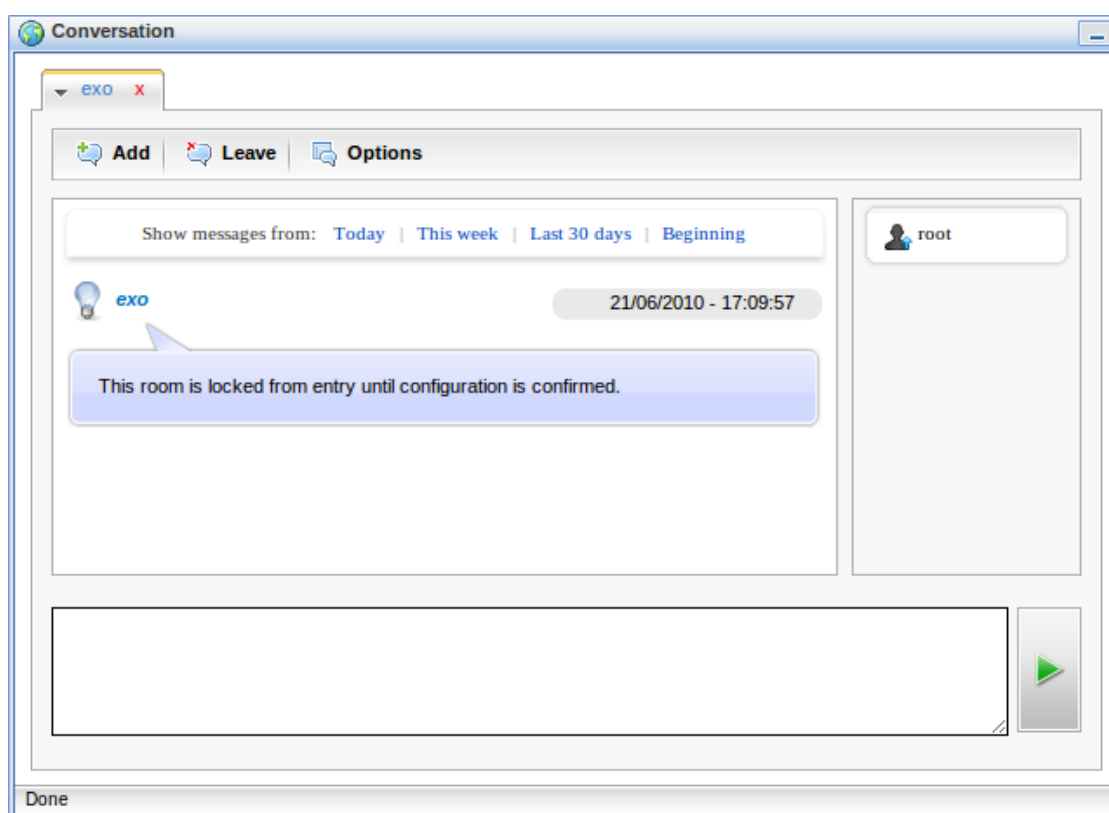 Conversation
exo x
Add Leave Options
Show messages from: Today | This week | Last 30 days | Beginning
root
exo
21/06/2010 - 17:09:57
This room is locked from entry until configuration is confirmed.
Done